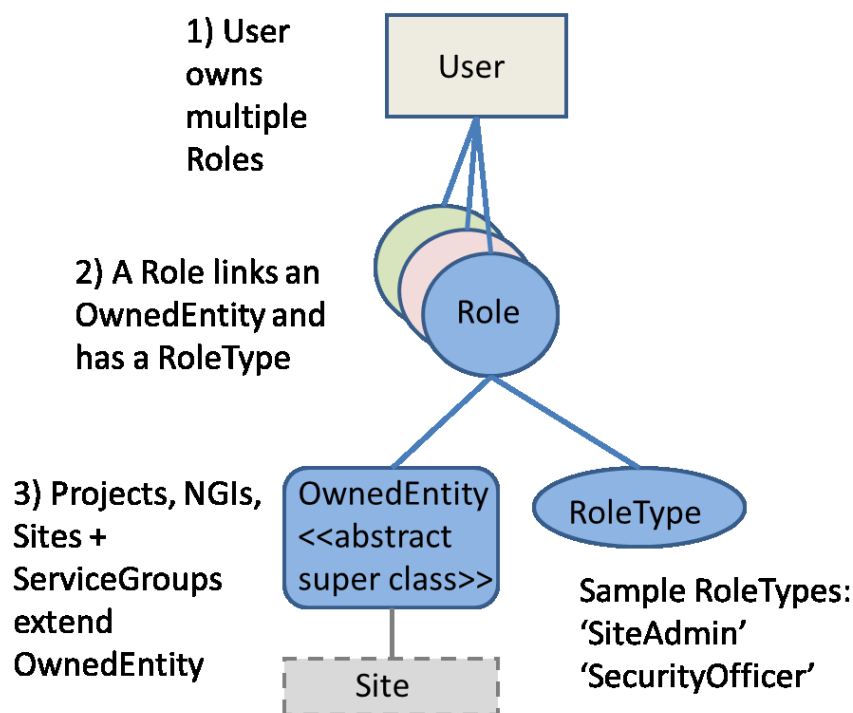 1) User
owns
multiple
Roles
User
2) A Role links an
OwnedEntity and
has a RoleType
Role
3) Projects, NGIs,
Sites +
ServiceGroups
extend
OwnedEntity
OwnedEntity
<<abstract
super class>>
RoleType
Sample RoleTypes:
‘SiteAdmin’
‘SecurityOfficer’
Site